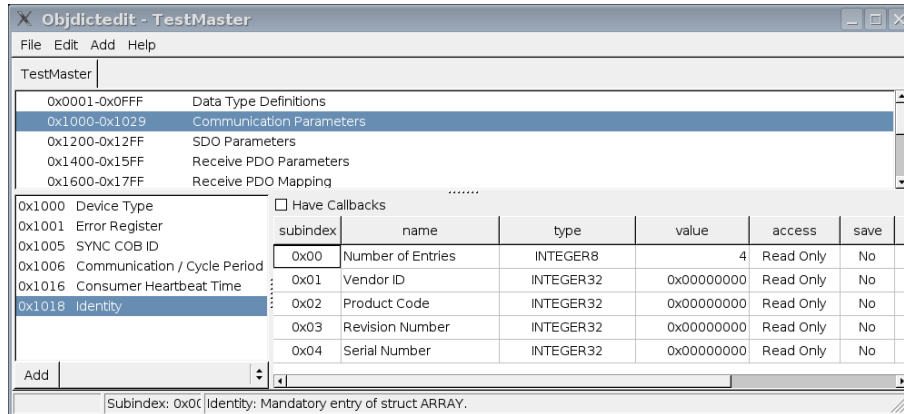 Objdictedit - TestMaster
File Edit Add Help
TestMaster
0x0001-0x0FFF Data Type Definitions
0x1000-0x1029 Communication Parameters
0x1200-0x12FF SDO Parameters
0x1400-0x15FF Receive PDO Parameters
0x1600-0x17FF Receive PDO Mapping
0x1000 Device Type
0x1001 Error Register
0x1005 SYNC COB ID
0x1006 Communication / Cycle Period
0x1016 Consumer Heartbeat Time
0x1018 Identity
Add
Have Callbacks
subindex name type value access save
0x00 Number of Entries INTEGER8 4 Read Only No
0x01 Vendor ID INTEGER32 0x00000000 Read Only No
0x02 Product Code INTEGER32 0x00000000 Read Only No
0x03 Revision Number INTEGER32 0x00000000 Read Only No
0x04 Serial Number INTEGER32 0x00000000 Read Only No
Subindex: 0x00 Identity: Mandatory entry of struct ARRAY.